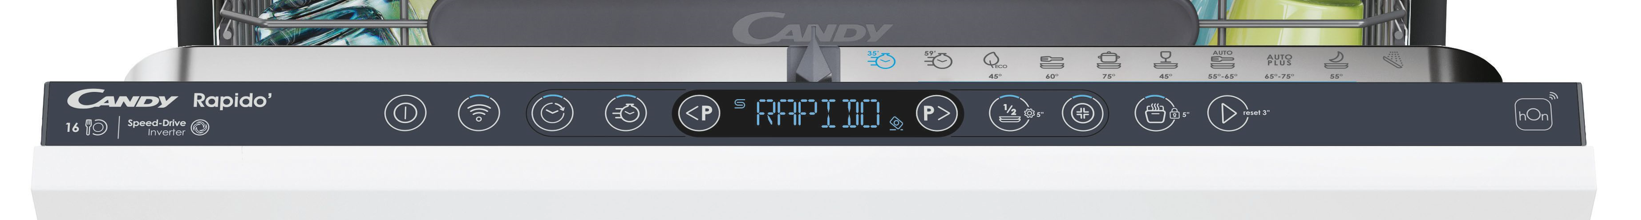 CANDY
35' 59' ECO AUTO AUTO PLUS
45° 60° 75° 45° 55°-65° 65°-75° 55°
CANDY Rapido'
16 Speed-Drive Inverter
<P S RAPIDO P> 1/2 5" 5" reset 3" hOn